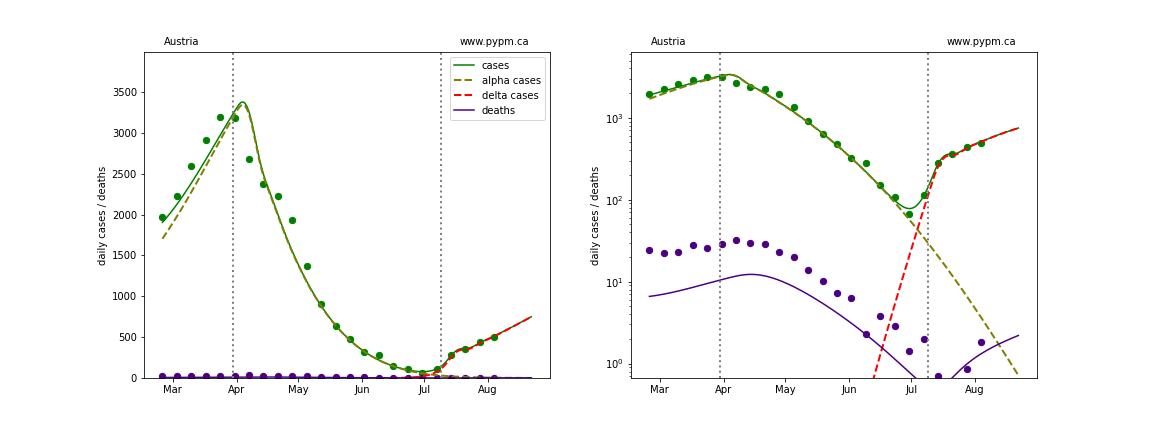 Austria
www.pypm.ca
daily cases / deaths
3500
3000
2500
2000
1500
1000
500
0
Mar Apr May Jun Jul Aug
cases
alpha cases
delta cases
deaths
Austria
www.pypm.ca
daily cases / deaths
10³
10²
10¹
10⁰
Mar Apr May Jun Jul Aug